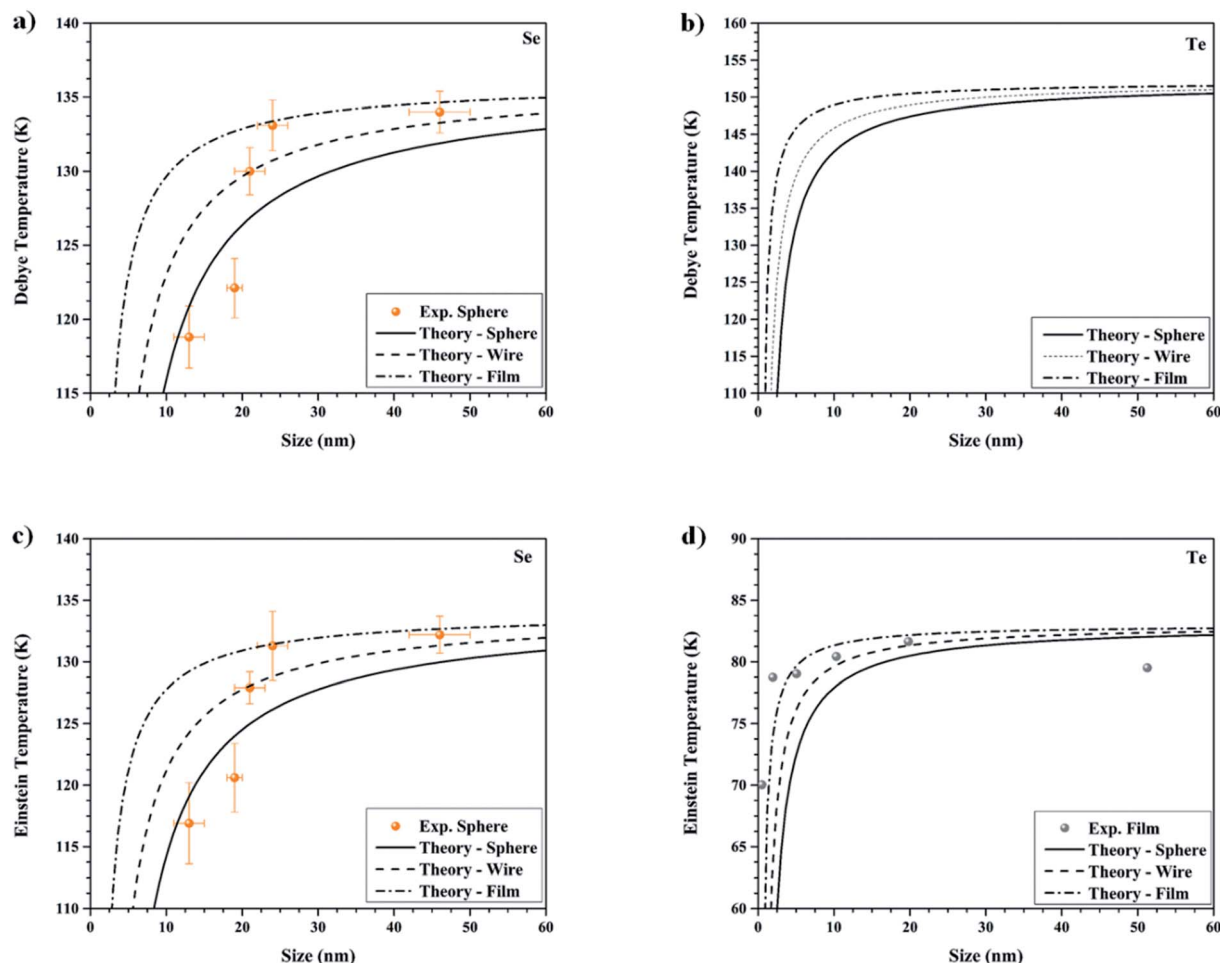 a)
Se
140
135
130
125
120
115
0 10 20 30 40 50 60
Debye Temperature (K)
Size (nm)
Exp. Sphere
Theory - Sphere
Theory - Wire
Theory - Film
b)
Te
160
155
150
145
140
135
130
125
120
115
110
0 10 20 30 40 50 60
Debye Temperature (K)
Size (nm)
Theory - Sphere
Theory - Wire
Theory - Film
c)
Se
140
135
130
125
120
115
110
0 10 20 30 40 50 60
Einstein Temperature (K)
Size (nm)
Exp. Sphere
Theory - Sphere
Theory - Wire
Theory - Film
d)
Te
90
85
80
75
70
65
60
0 10 20 30 40 50 60
Einstein Temperature (K)
Size (nm)
Exp. Film
Theory - Sphere
Theory - Wire
Theory - Film